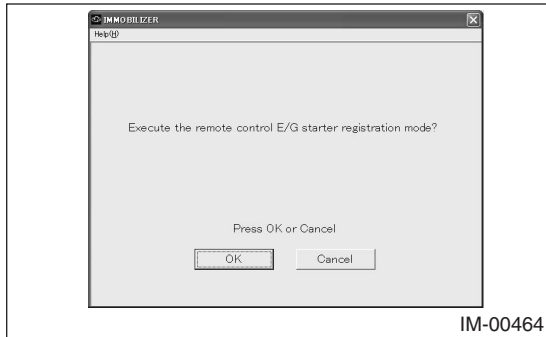 IMMOBILIZER
Help(H)
Execute the remote control E/G starter registration mode?
Press OK or Cancel
OK Cancel
IM-00464